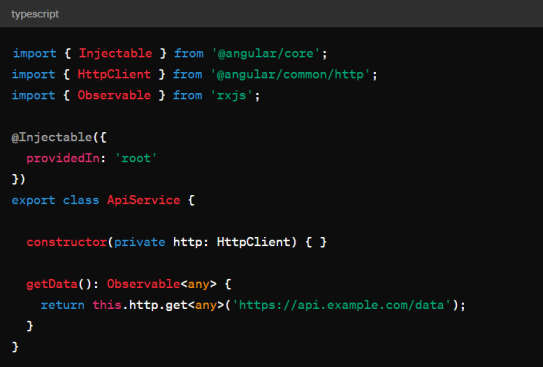 typescript
import { Injectable } from '@angular/core';
import { HttpClient } from '@angular/common/http';
import { Observable } from 'rxjs';
@Injectable({
  providedIn: 'root'
})
export class ApiService {
  constructor(private http: HttpClient) { }
  getData(): Observable<any> {
    return this.http.get<any>('https://api.example.com/data');
  }
}